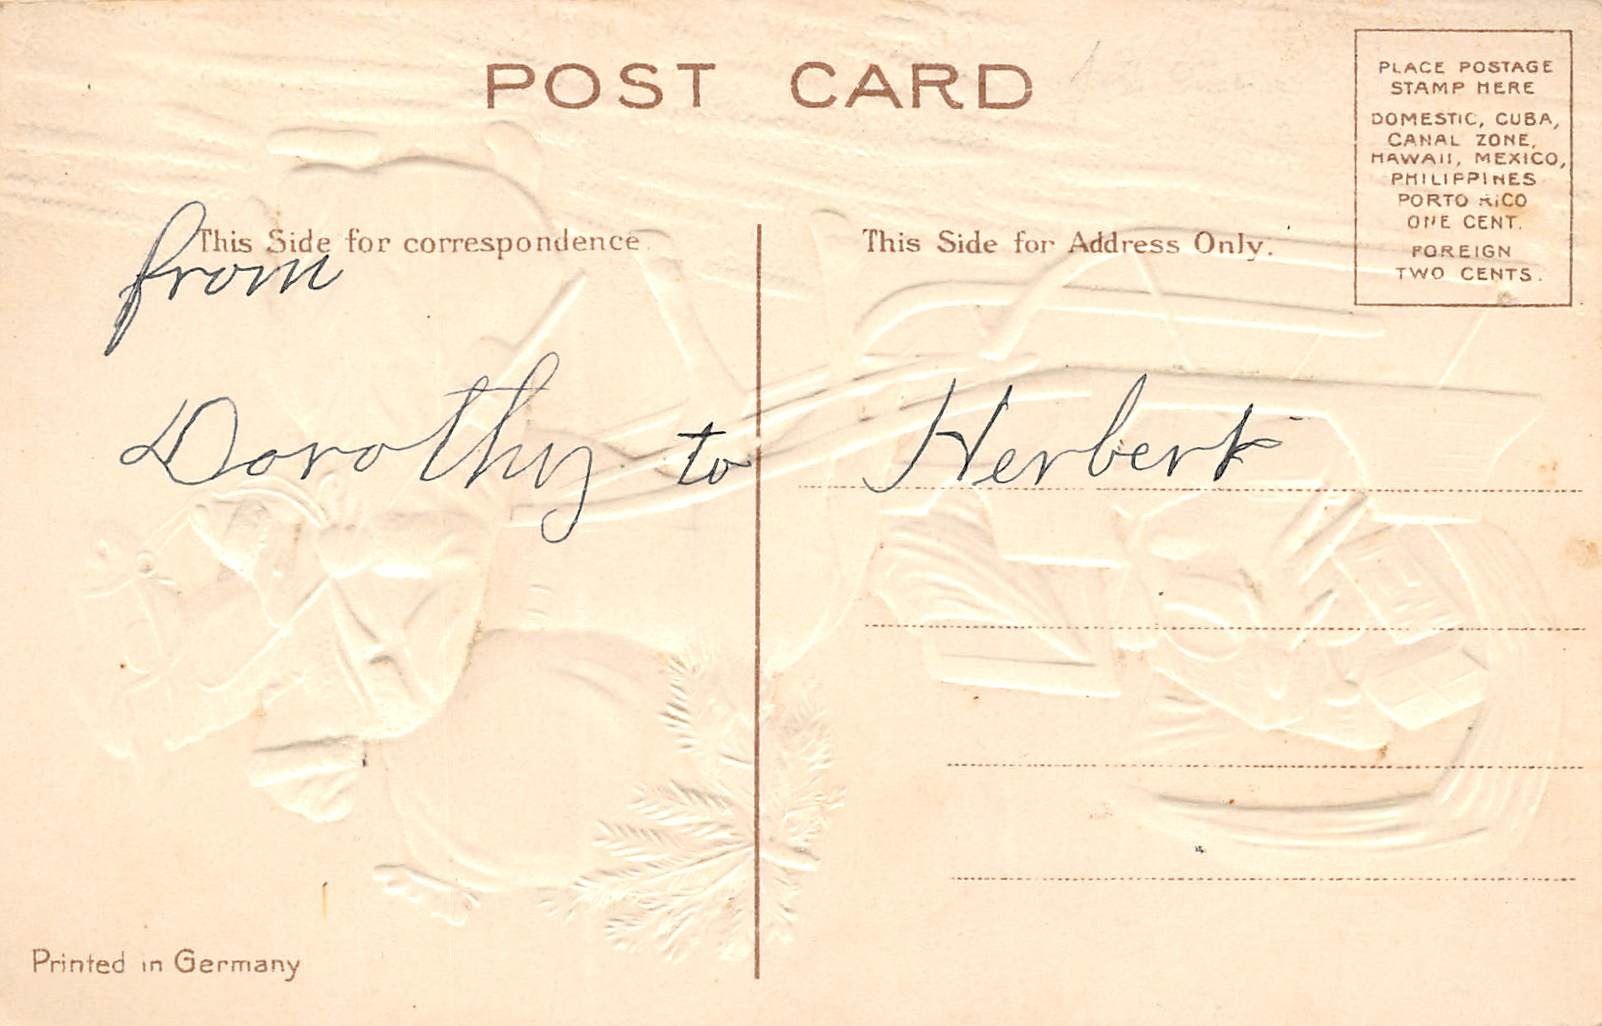 POST CARD
PLACE POSTAGE
STAMP HERE
DOMESTIC, CUBA,
CANAL ZONE,
HAWAII, MEXICO,
PHILIPPINES
PORTO RICO
ONE CENT.
FOREIGN
TWO CENTS.
This Side for correspondence
This Side for Address Only.
from
Dorothy to Herbert
Printed in Germany